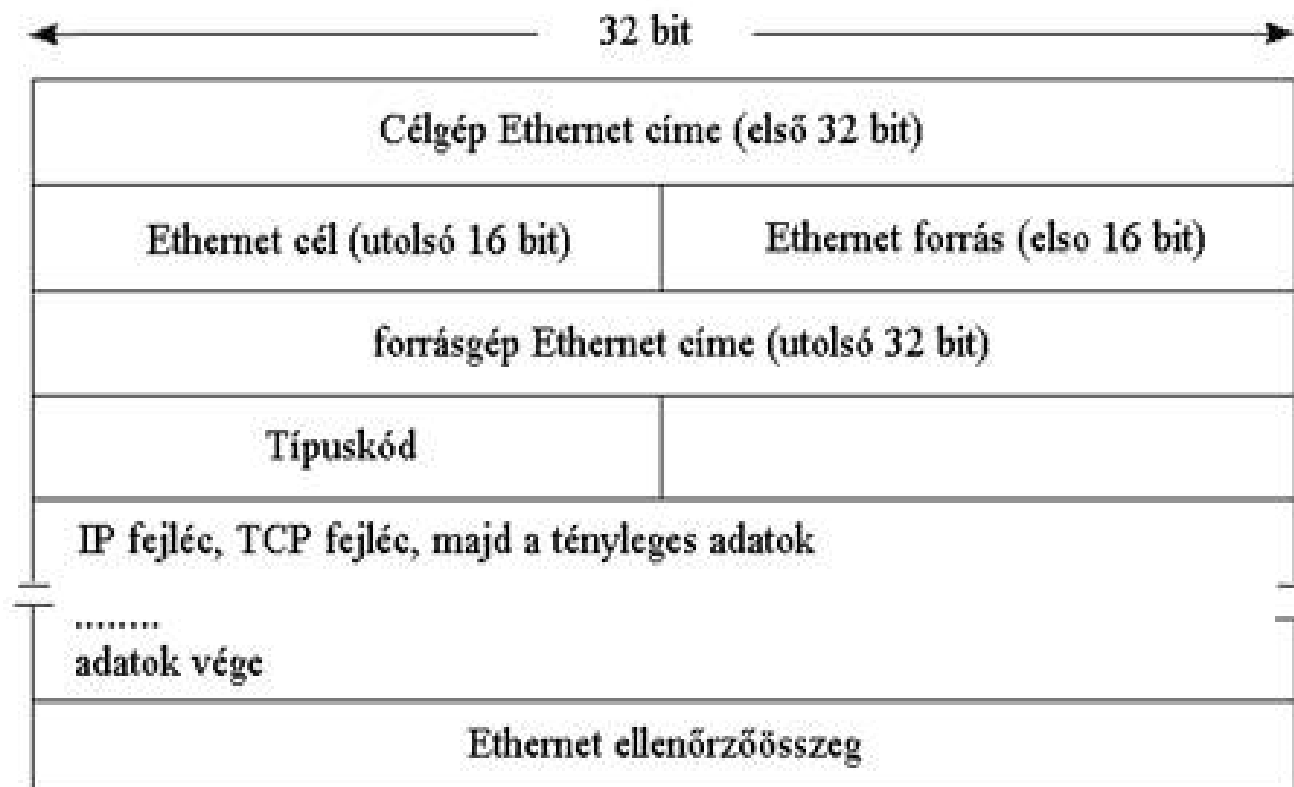 32 bit
Célgép Ethernet címe (első 32 bit)
Ethernet cél (utolsó 16 bit)
Ethernet forrás (elso 16 bit)
forrásgép Ethernet címe (utolsó 32 bit)
Típuskód
IP fejléc, TCP fejléc, majd a tényleges adatok
........
adatok vége
Ethernet ellenőrzőösszeg